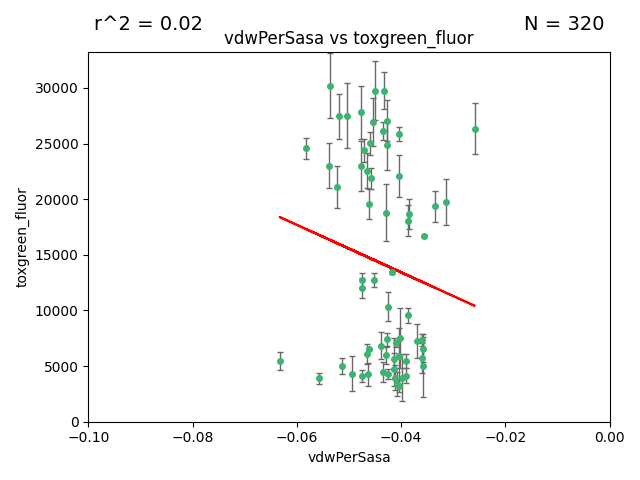 r^2 = 0.02
N = 320
vdwPerSasa vs toxgreen_fluor
30000
25000
20000
15000
10000
5000
0
toxgreen_fluor
−0.10
−0.08
−0.06
−0.04
−0.02
0.00
vdwPerSasa